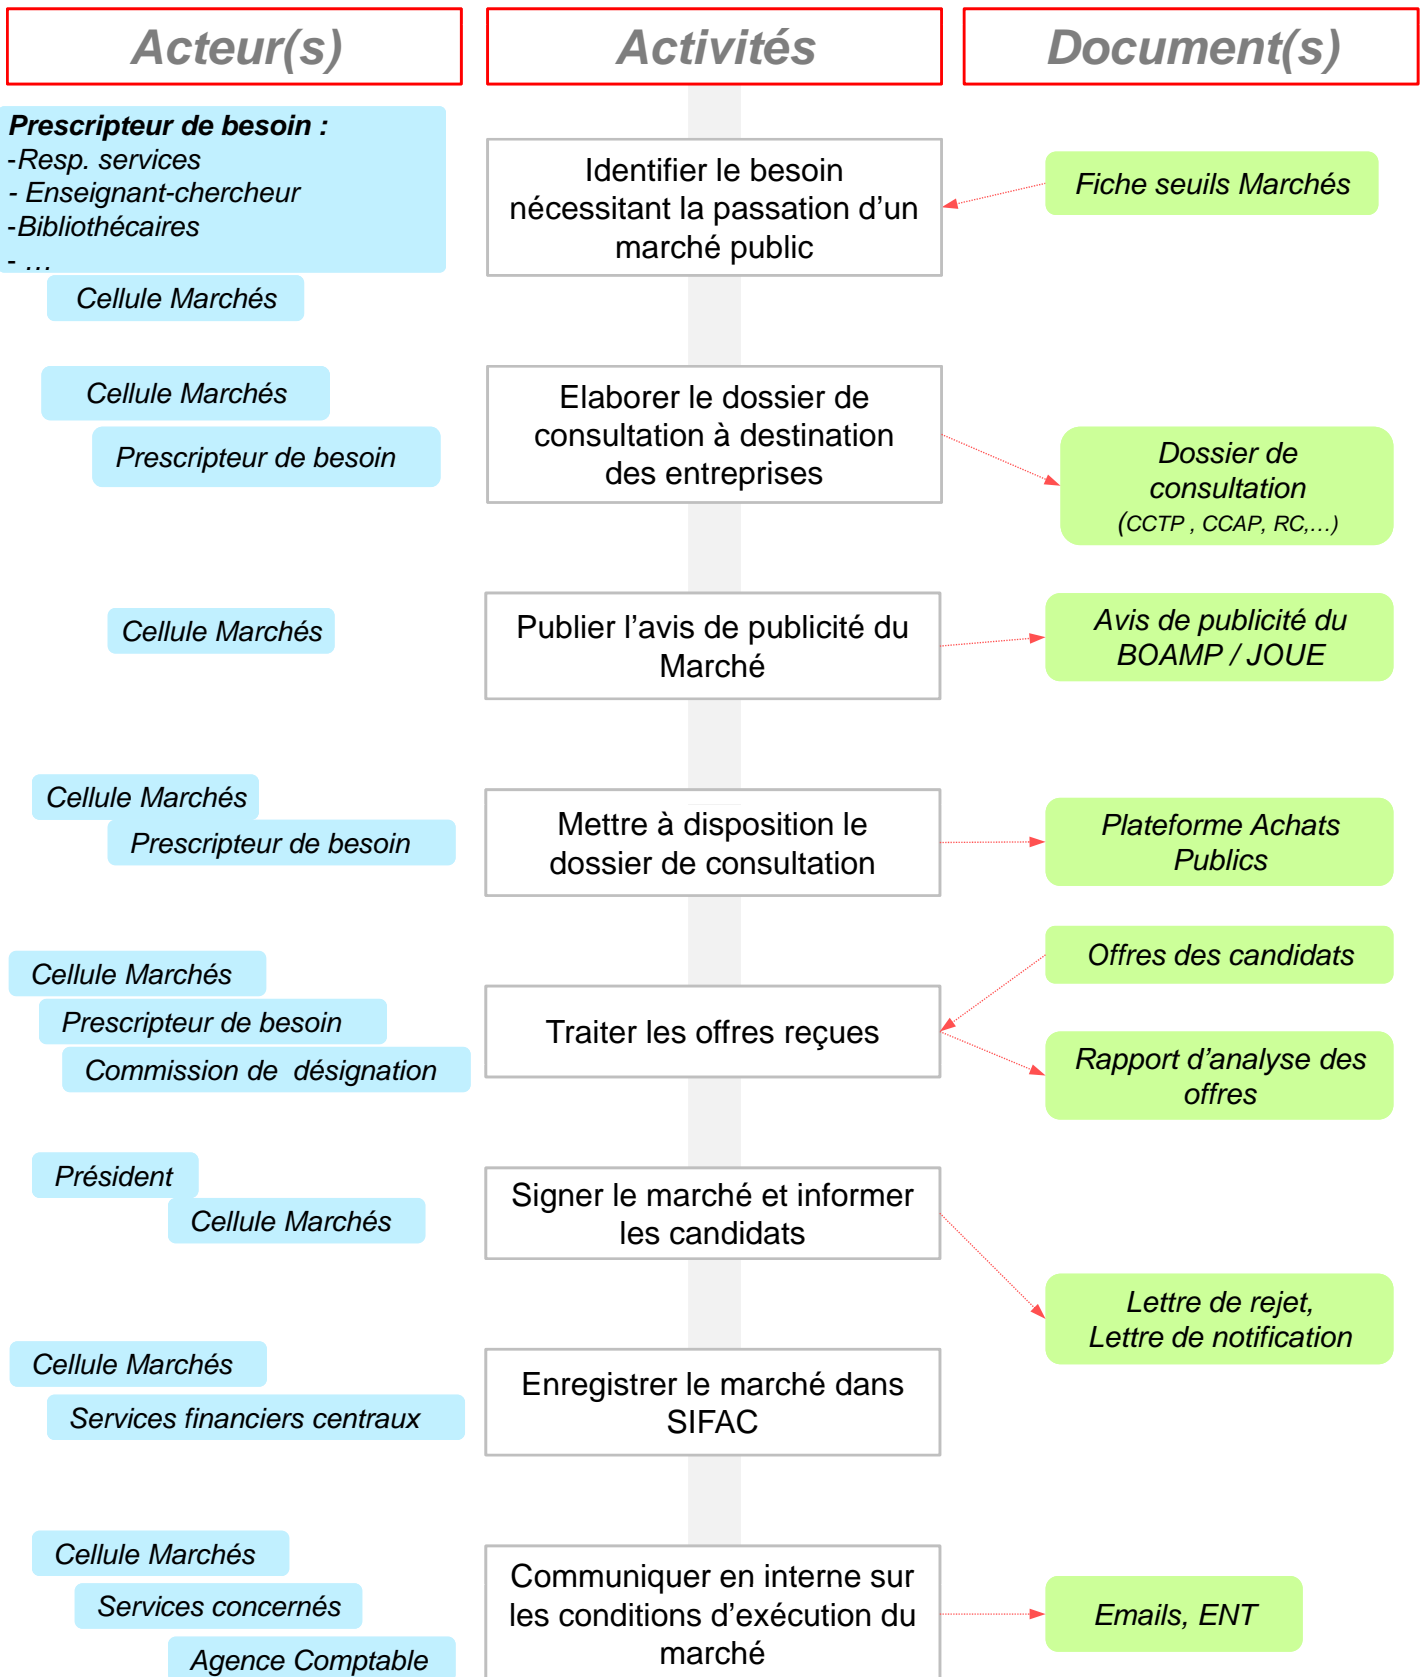 Acteur(s)
Activités
Document(s)
Prescripteur de besoin :
-Resp. services
- Enseignant-chercheur
-Bibliothécaires
- …
Cellule Marchés
Identifier le besoin
nécessitant la passation d’un
marché public
Fiche seuils Marchés
Cellule Marchés
Prescripteur de besoin
Elaborer le dossier de
consultation à destination
des entreprises
Dossier de
consultation
(CCTP , CCAP, RC,…)
Cellule Marchés
Publier l’avis de publicité du
Marché
Avis de publicité du
BOAMP / JOUE
Cellule Marchés
Prescripteur de besoin
Mettre à disposition le
dossier de consultation
Plateforme Achats
Publics
Cellule Marchés
Prescripteur de besoin
Commission de désignation
Traiter les offres reçues
Offres des candidats
Rapport d’analyse des
offres
Président
Cellule Marchés
Signer le marché et informer
les candidats
Lettre de rejet,
Lettre de notification
Cellule Marchés
Services financiers centraux
Enregistrer le marché dans
SIFAC
Cellule Marchés
Services concernés
Agence Comptable
Communiquer en interne sur
les conditions d’exécution du
marché
Emails, ENT